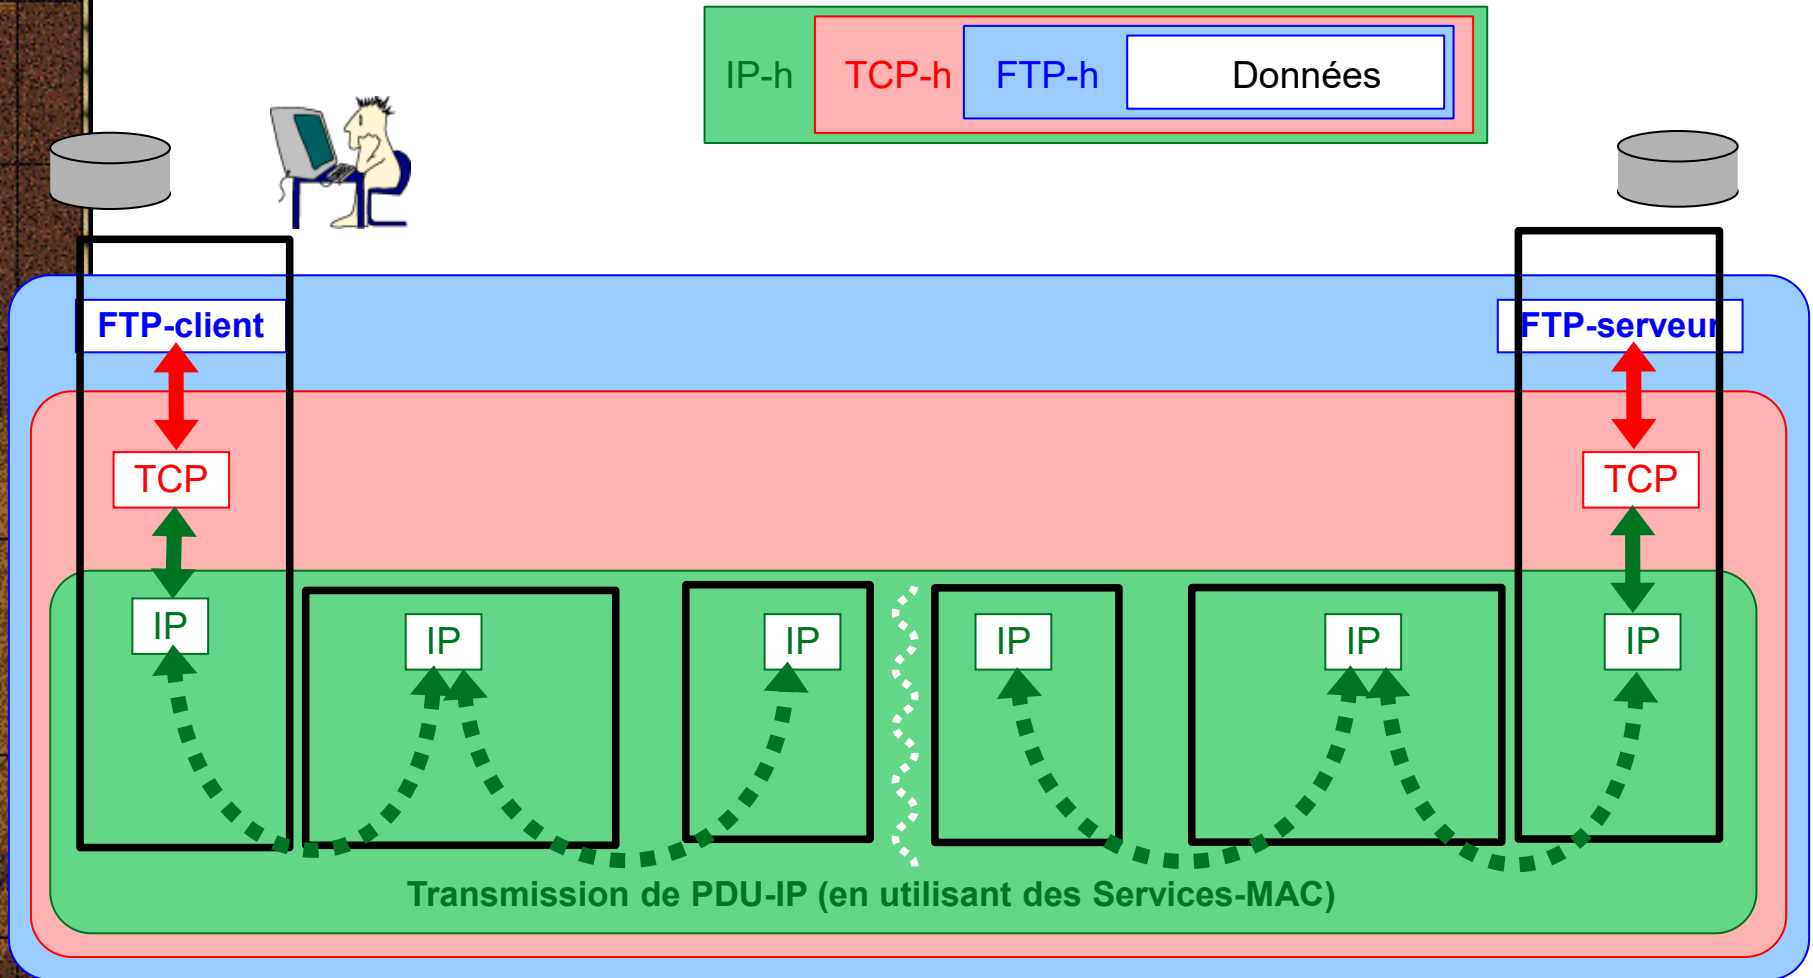 IP-h TCP-h FTP-h Données
FTP-client FTP-serveur
TCP TCP
IP IP IP IP IP IP
Transmission de PDU-IP (en utilisant des Services-MAC)